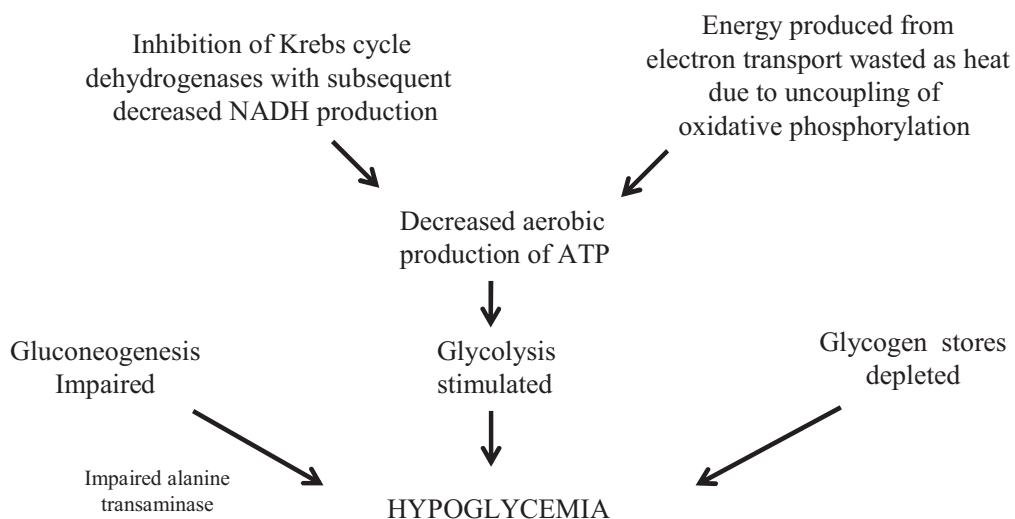 Inhibition of Krebs cycle
dehydrogenases with subsequent
decreased NADH production
Energy produced from
electron transport wasted as heat
due to uncoupling of
oxidative phosphorylation
Decreased aerobic
production of ATP
Gluconeogenesis
Impaired
Glycolysis
stimulated
Glycogen stores
depleted
Impaired alanine
transaminase
HYPOGLYCEMIA